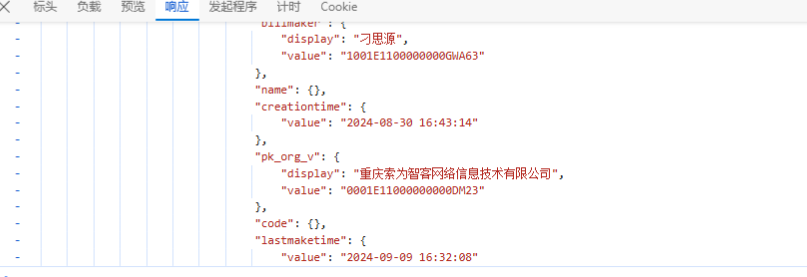 标头 负载 预览 响应 发起程序 计时 Cookie
"billmaker": {
"display": "刁思源",
"value": "1001E1100000000GWA63"
},
"name": {},
"creationtime": {
"value": "2024-08-30 16:43:14"
},
"pk_org_v": {
"display": "重庆索为智客网络信息技术有限公司",
"value": "0001E11000000000DM23"
},
"code": {},
"lastmaketime": {
"value": "2024-09-09 16:32:08"